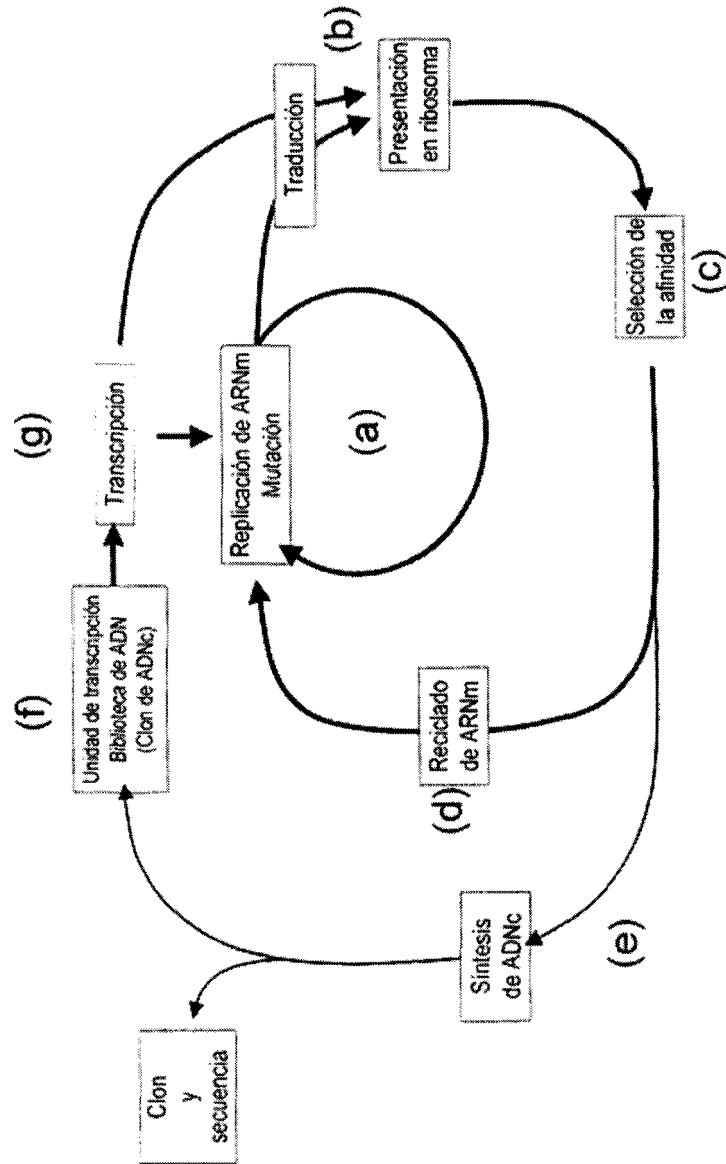 (g)
(f)
Transcripción
Unidad de transcripción
Biblioteca de ADN
(Clon de ADNc)
(b)
Traducción
Clon
y
secuencia
Replicación de ARNm
Mutación
Presentación
en ribosoma
(a)
(d)
Reciclado
de ARNm
Síntesis
de ADNc
(e)
Selección de
la afinidad
(c)